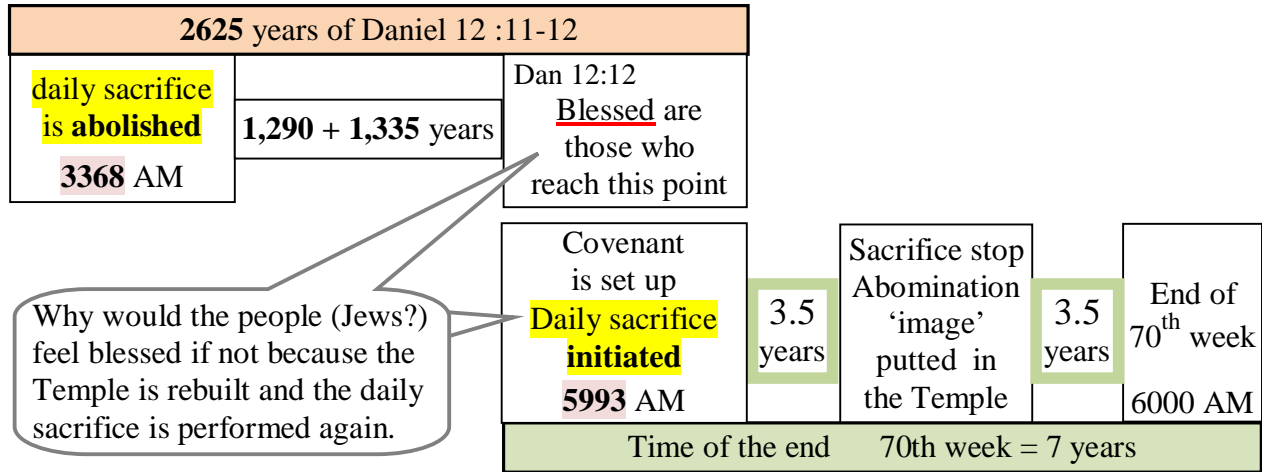 2625 years of Daniel 12 :11-12
daily sacrifice
is abolished
3368 AM
1,290 + 1,335 years
Dan 12:12
Blessed are
those who
reach this point
Why would the people (Jews?)
feel blessed if not because the
Temple is rebuilt and the daily
sacrifice is performed again.
Covenant
is set up
Daily sacrifice
initiated
5993 AM
3.5
years
Sacrifice stop
Abomination
‘image’
putted in
the Temple
3.5
years
End of
70th week
6000 AM
Time of the end 70th week = 7 years